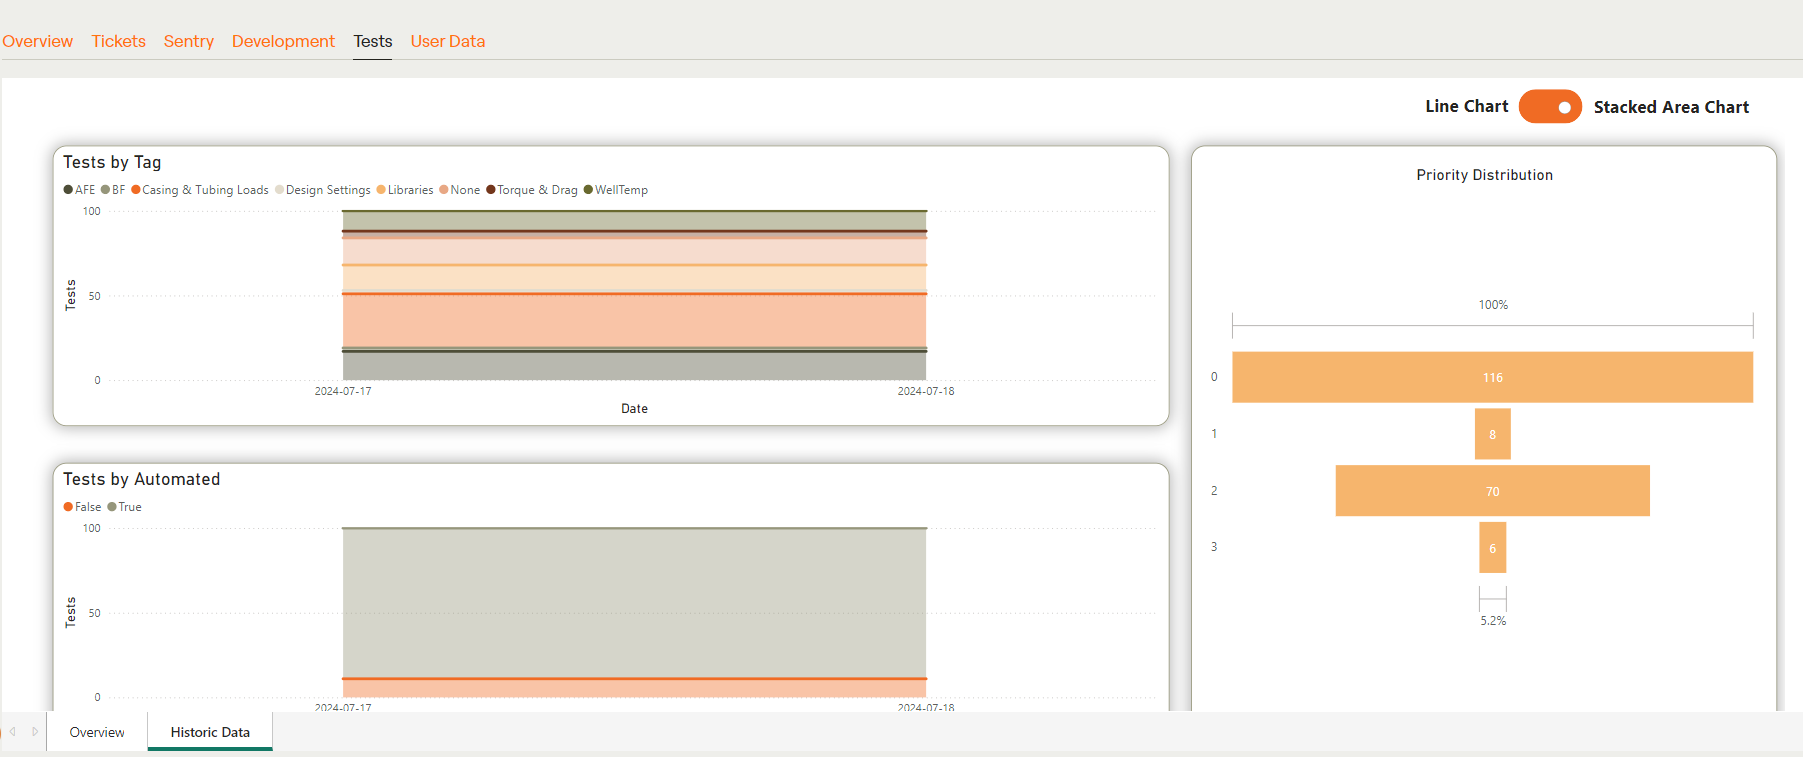 Overview Tickets Sentry Development Tests User Data
Line Chart Stacked Area Chart
Tests by Tag
AFE BF Casing & Tubing Loads Design Settings Libraries None Torque & Drag WellTemp
100
50
0
Tests
2024-07-17 2024-07-18
Date
Tests by Automated
False True
100
50
0
Tests
2024-07-17 2024-07-18
Priority Distribution
100%
0 116
1 8
2 70
3 6
5.2%
Overview Historic Data